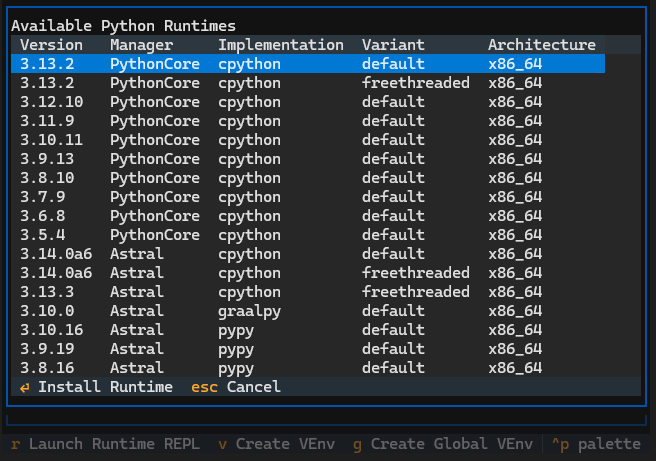 Available Python Runtimes
Version Manager Implementation Variant Architecture
3.13.2 PythonCore cpython default x86_64
3.13.2 PythonCore cpython freethreaded x86_64
3.12.10 PythonCore cpython default x86_64
3.11.9 PythonCore cpython default x86_64
3.10.11 PythonCore cpython default x86_64
3.9.13 PythonCore cpython default x86_64
3.8.10 PythonCore cpython default x86_64
3.7.9 PythonCore cpython default x86_64
3.6.8 PythonCore cpython default x86_64
3.5.4 PythonCore cpython default x86_64
3.14.0a6 Astral cpython default x86_64
3.14.0a6 Astral cpython freethreaded x86_64
3.13.3 Astral cpython freethreaded x86_64
3.10.0 Astral graalpy default x86_64
3.10.16 Astral pypy default x86_64
3.9.19 Astral pypy default x86_64
3.8.16 Astral pypy default x86_64
⏎ Install Runtime esc Cancel
r Launch Runtime REPL v Create VEnv g Create Global VEnv ^p palette